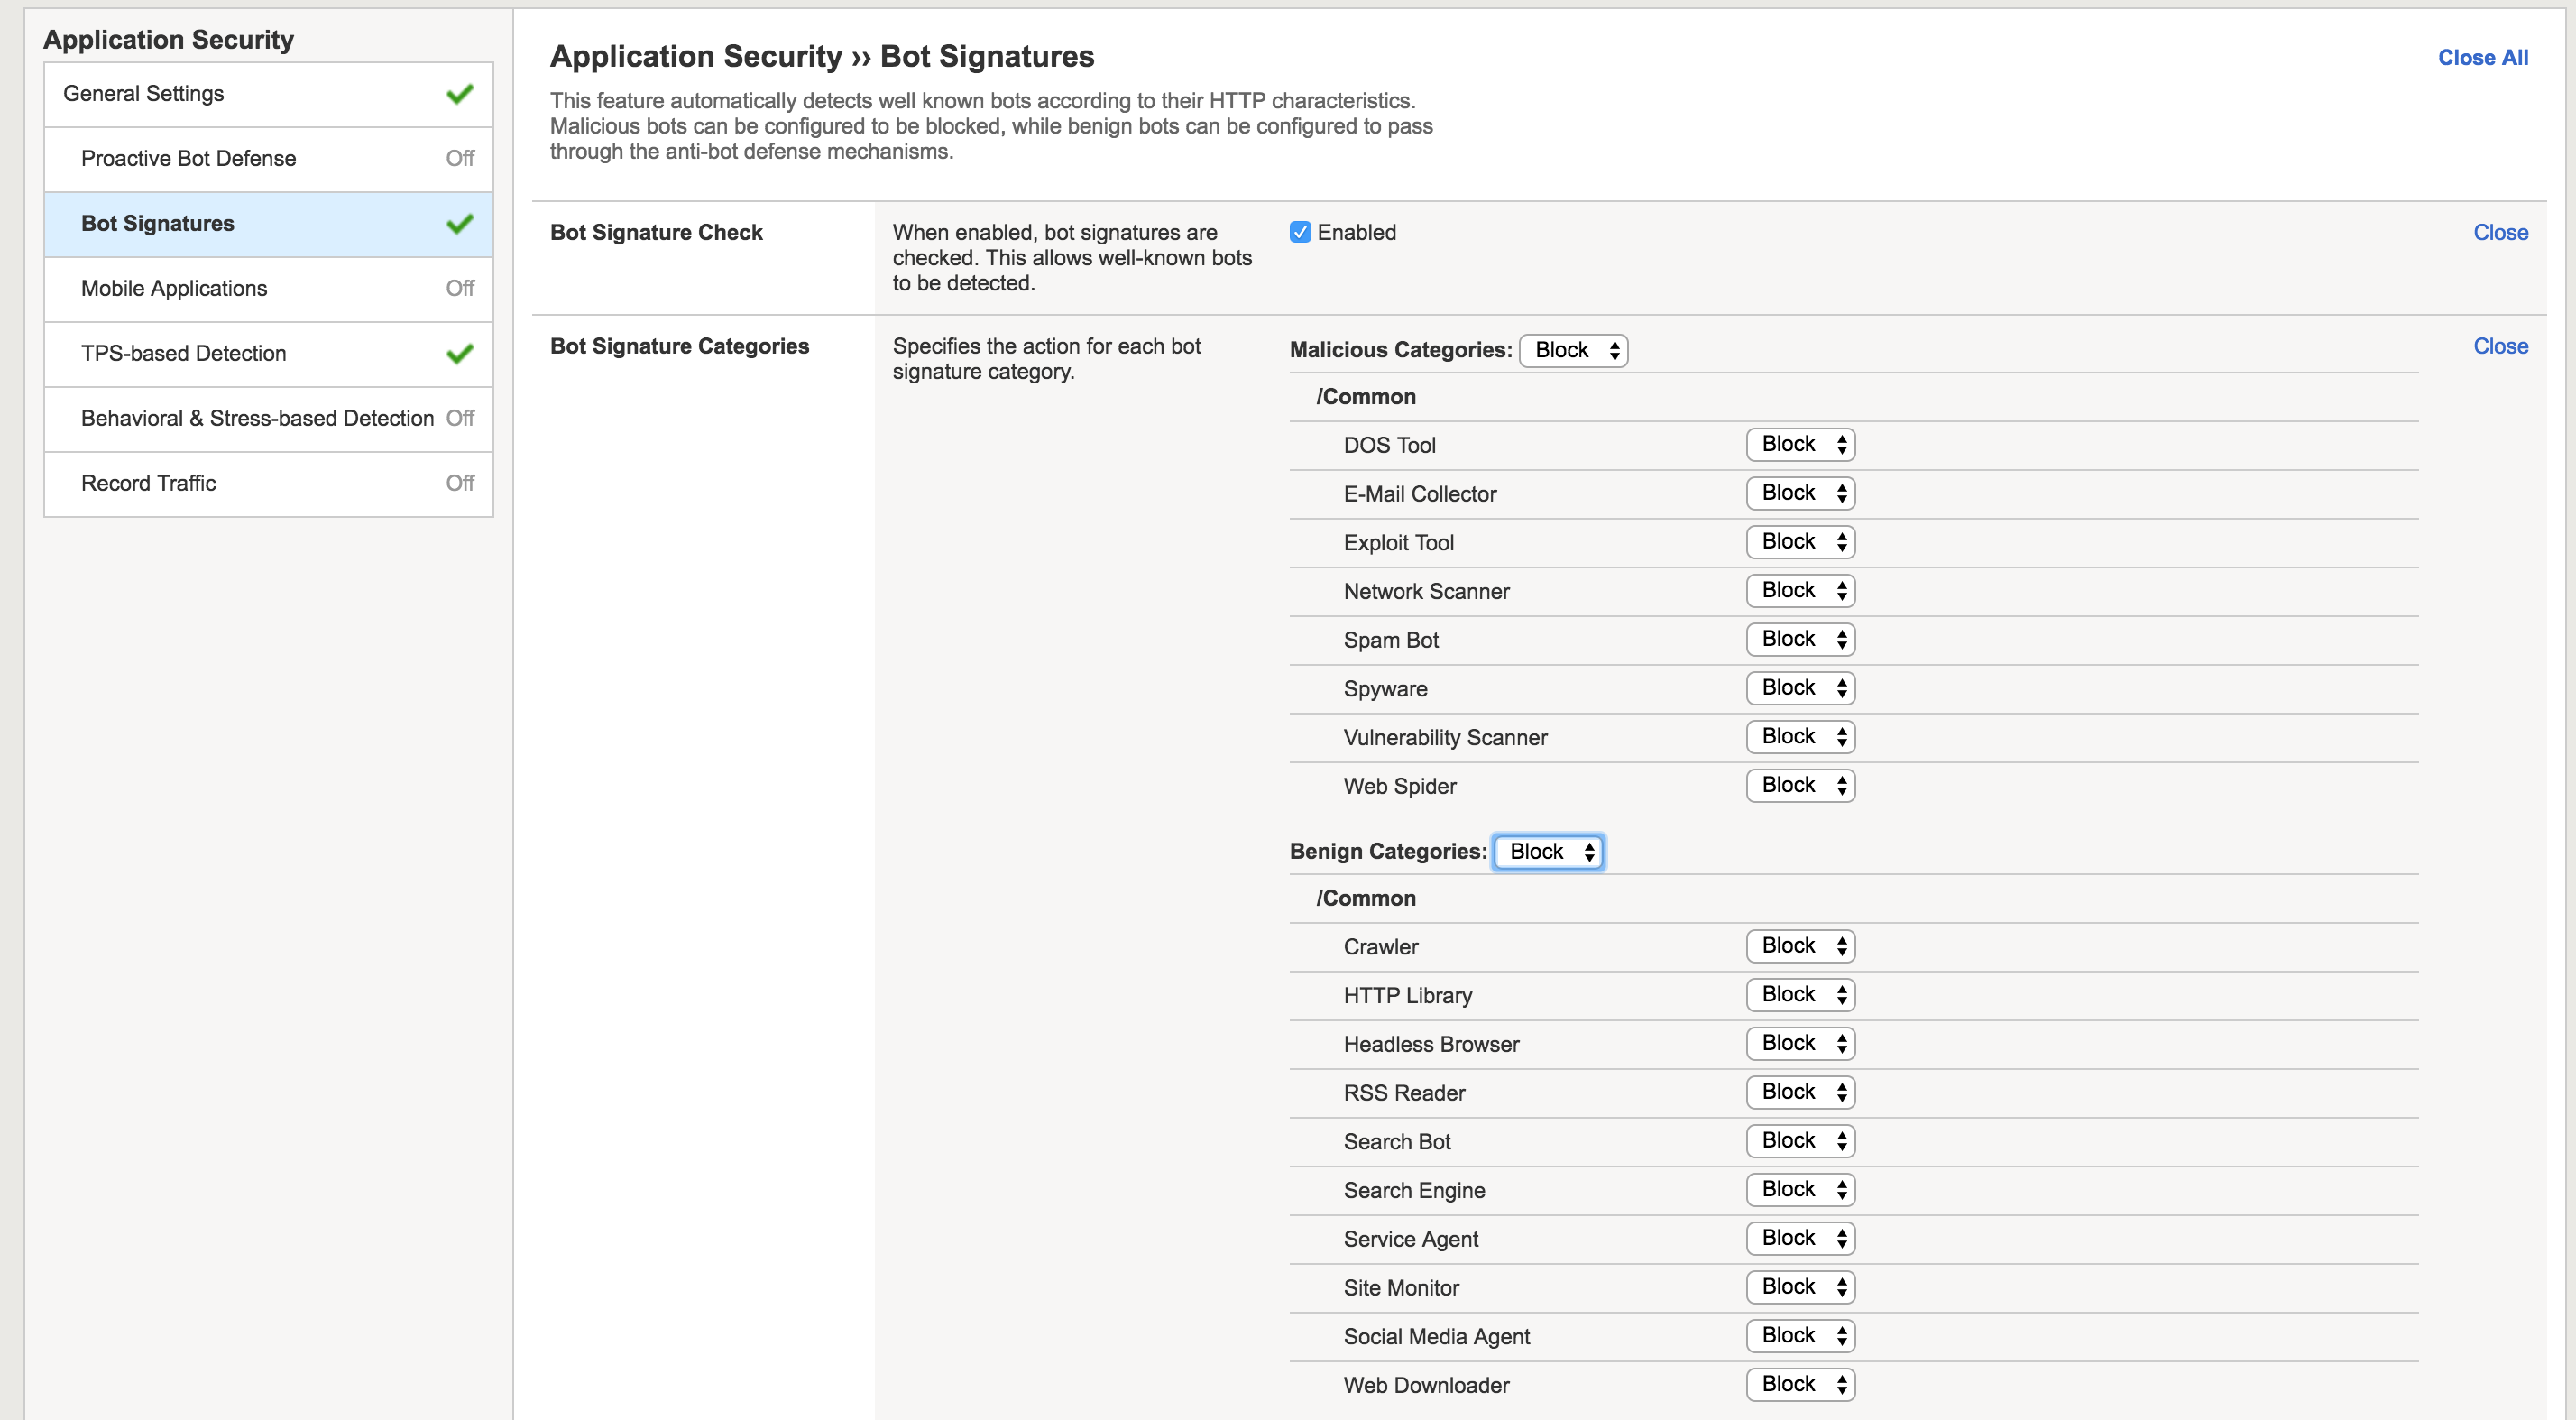 Application Security
General Settings
Proactive Bot Defense Off
Bot Signatures
Mobile Applications Off
TPS-based Detection
Behavioral & Stress-based Detection Off
Record Traffic Off
Application Security ›› Bot Signatures
Close All
This feature automatically detects well known bots according to their HTTP characteristics.
Malicious bots can be configured to be blocked, while benign bots can be configured to pass
through the anti-bot defense mechanisms.
Bot Signature Check
When enabled, bot signatures are
checked. This allows well-known bots
to be detected.
Enabled
Close
Bot Signature Categories
Specifies the action for each bot
signature category.
Malicious Categories: Block
Close
/Common
DOS Tool Block
E-Mail Collector Block
Exploit Tool Block
Network Scanner Block
Spam Bot Block
Spyware Block
Vulnerability Scanner Block
Web Spider Block
Benign Categories: Block
/Common
Crawler Block
HTTP Library Block
Headless Browser Block
RSS Reader Block
Search Bot Block
Search Engine Block
Service Agent Block
Site Monitor Block
Social Media Agent Block
Web Downloader Block